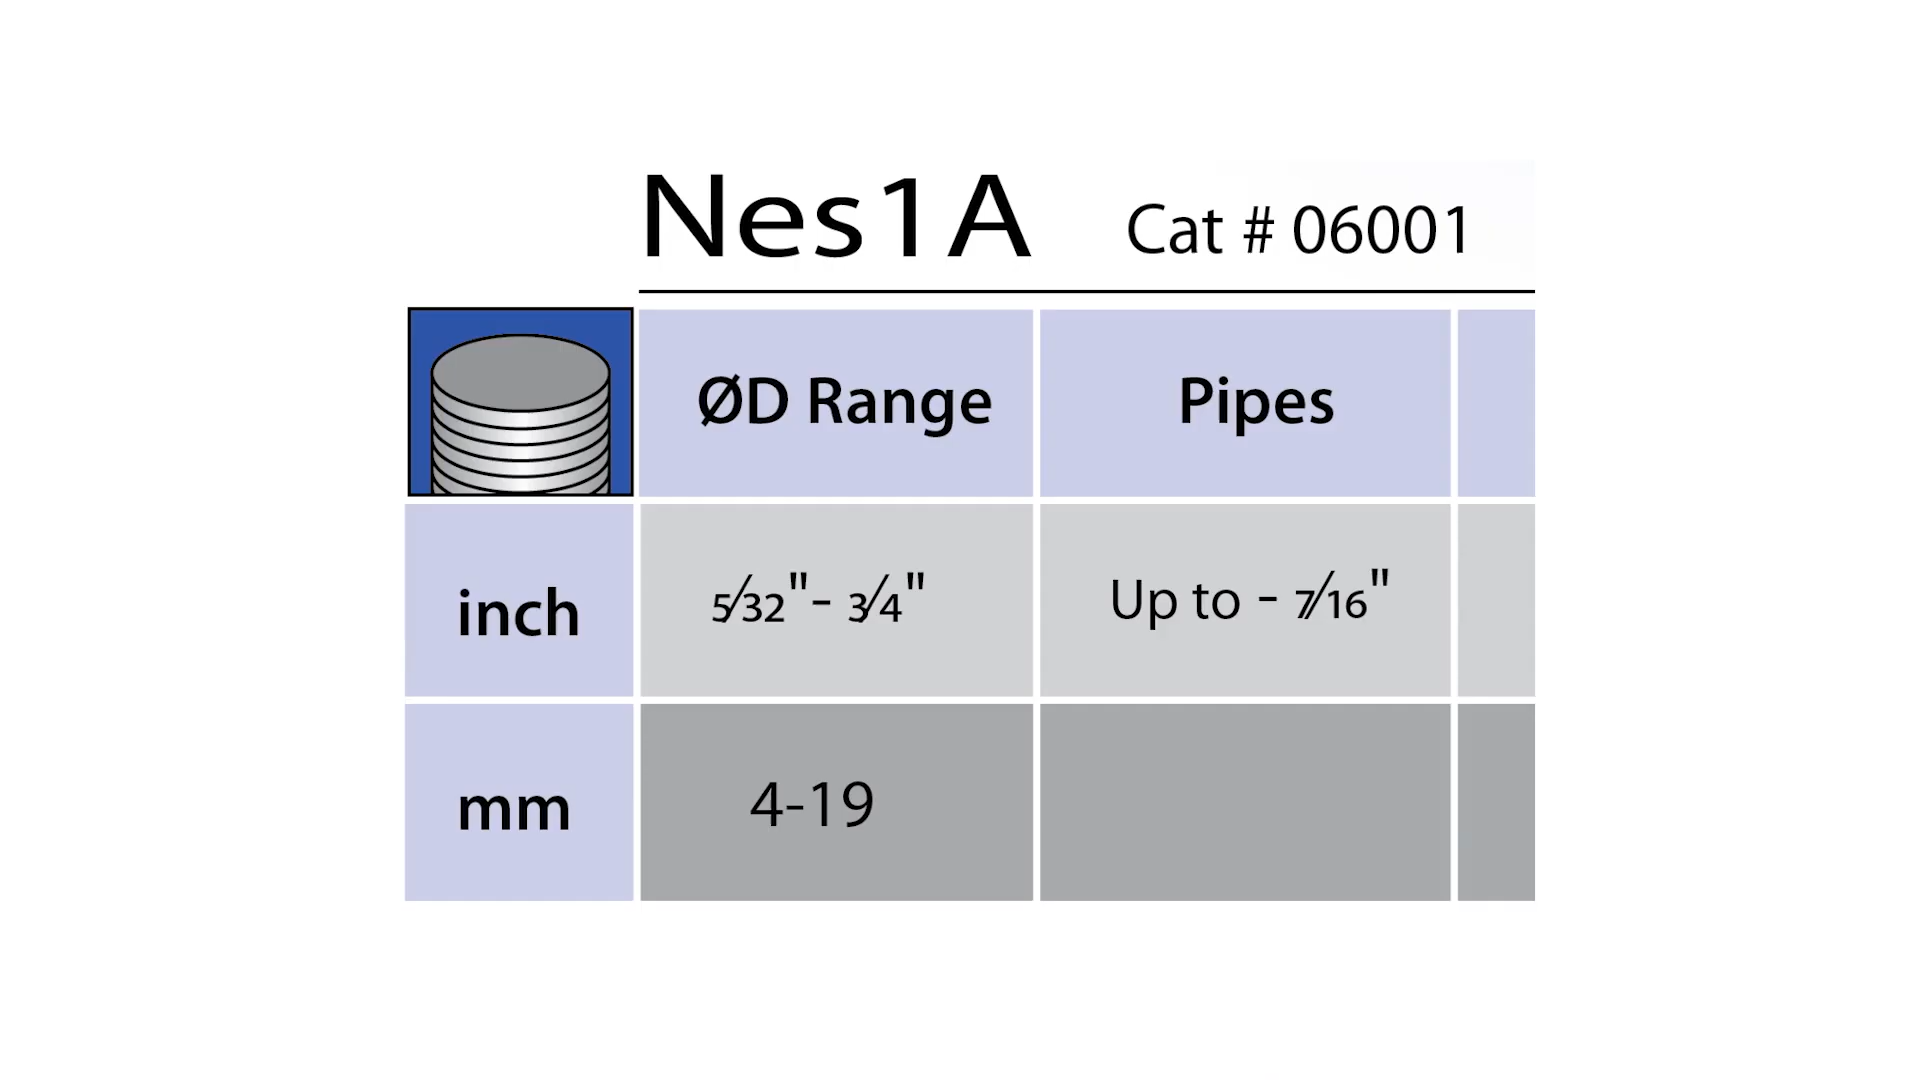 Nes1A Cat # 06001
ØD Range Pipes
inch 5⁄32"- 3⁄4" Up to - 7⁄16"
mm 4-19